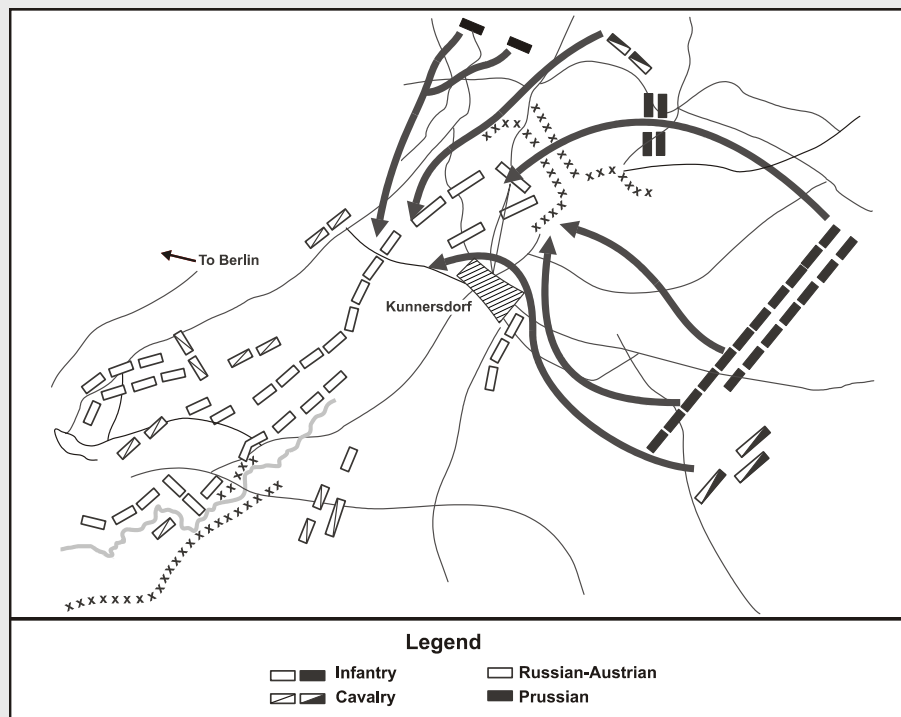 To Berlin
Kunnersdorf
Legend
Infantry
Russian-Austrian
Cavalry
Prussian